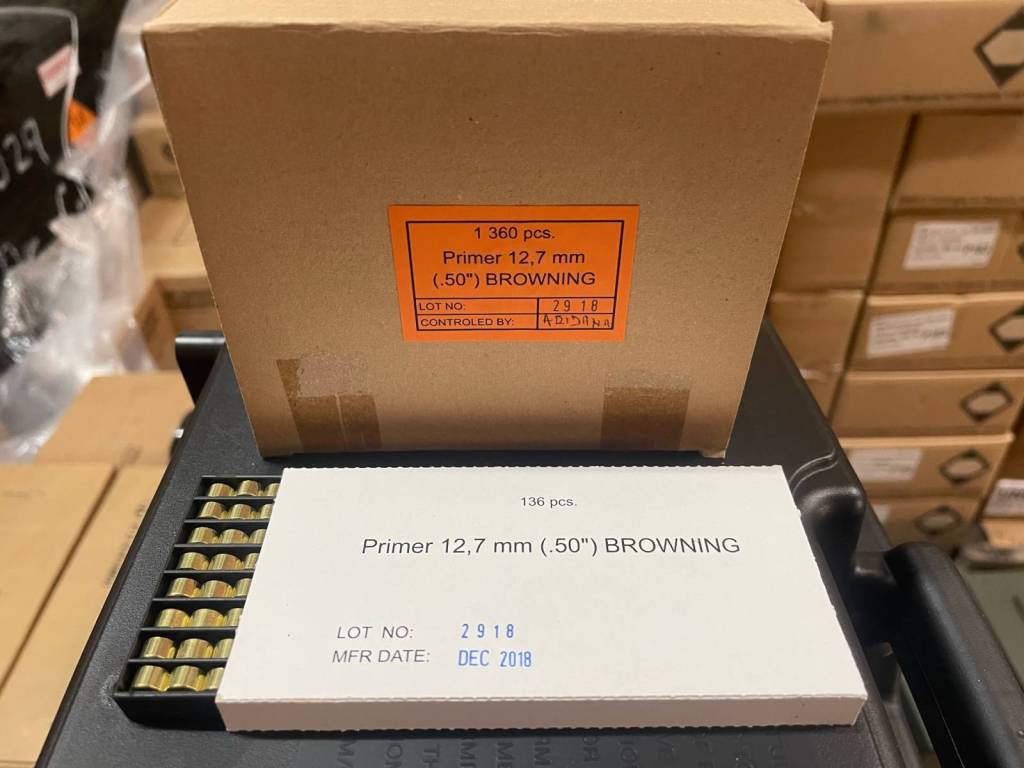 029
1 360 pcs.
Primer 12,7 mm
(.50") BROWNING
LOT NO: 2918
CONTROLED BY:
136 pcs.
Primer 12,7 mm (.50") BROWNING
LOT NO: 2918
MFR DATE: DEC 2018